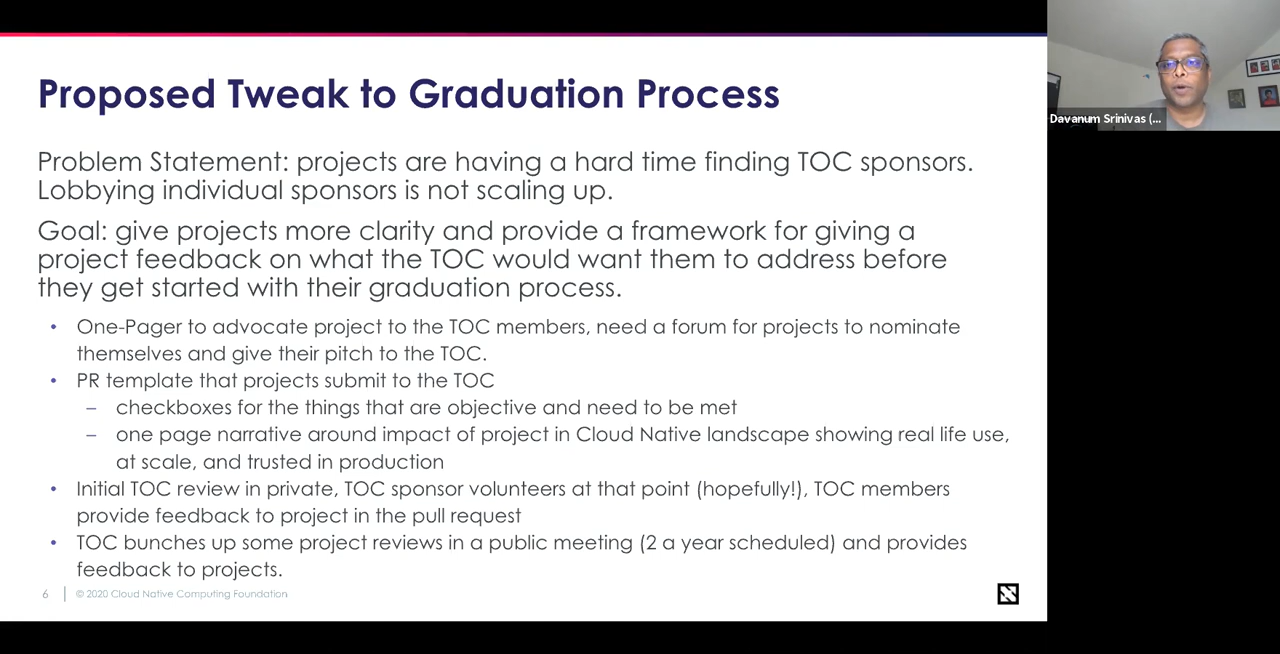 Proposed Tweak to Graduation Process
Problem Statement: projects are having a hard time finding TOC sponsors.
Lobbying individual sponsors is not scaling up.
Goal: give projects more clarity and provide a framework for giving a
project feedback on what the TOC would want them to address before
they get started with their graduation process.
• One-Pager to advocate project to the TOC members, need a forum for projects to nominate
themselves and give their pitch to the TOC.
• PR template that projects submit to the TOC
– checkboxes for the things that are objective and need to be met
– one page narrative around impact of project in Cloud Native landscape showing real life use,
at scale, and trusted in production
• Initial TOC review in private, TOC sponsor volunteers at that point (hopefully!), TOC members
provide feedback to project in the pull request
• TOC bunches up some project reviews in a public meeting (2 a year scheduled) and provides
feedback to projects.
6 © 2020 Cloud Native Computing Foundation
Davanum Srinivas (...